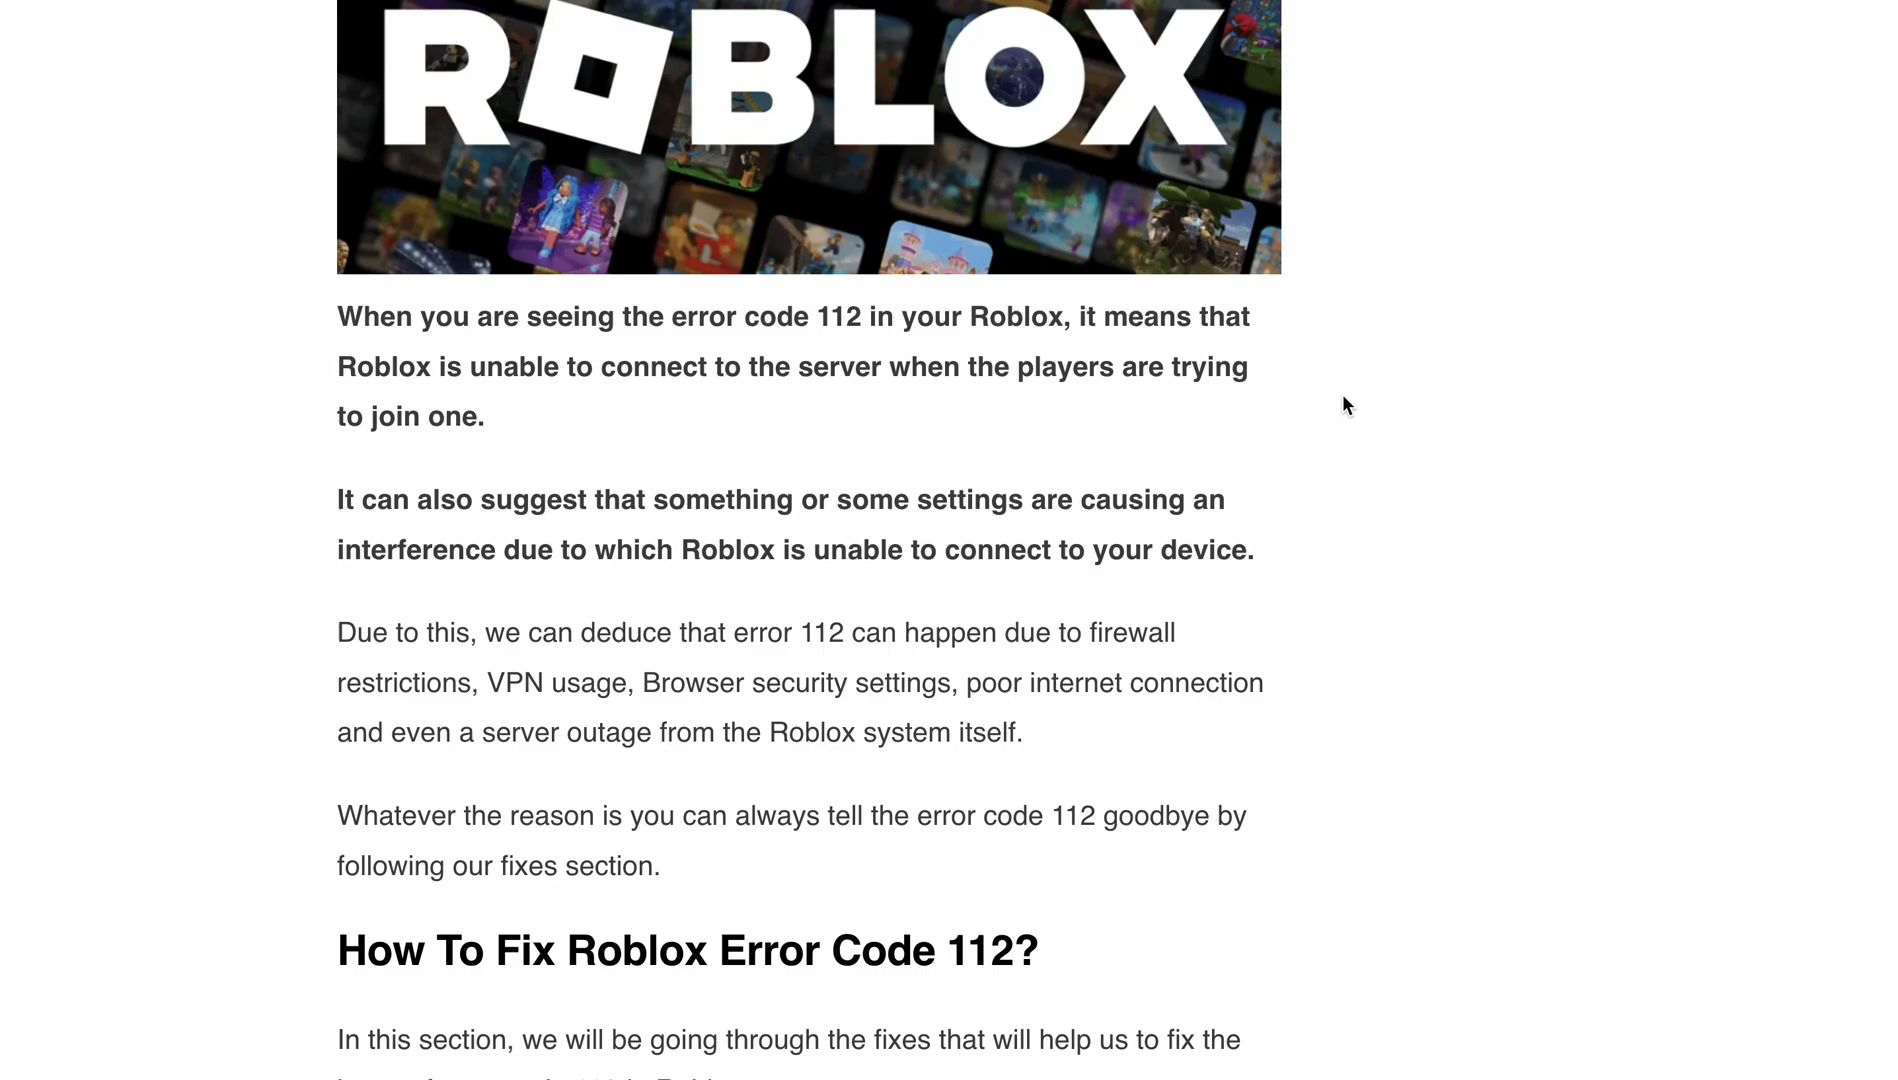 ROBLOX
When you are seeing the error code 112 in your Roblox, it means that
Roblox is unable to connect to the server when the players are trying
to join one.
It can also suggest that something or some settings are causing an
interference due to which Roblox is unable to connect to your device.
Due to this, we can deduce that error 112 can happen due to firewall
restrictions, VPN usage, Browser security settings, poor internet connection
and even a server outage from the Roblox system itself.
Whatever the reason is you can always tell the error code 112 goodbye by
following our fixes section.
How To Fix Roblox Error Code 112?
In this section, we will be going through the fixes that will help us to fix the